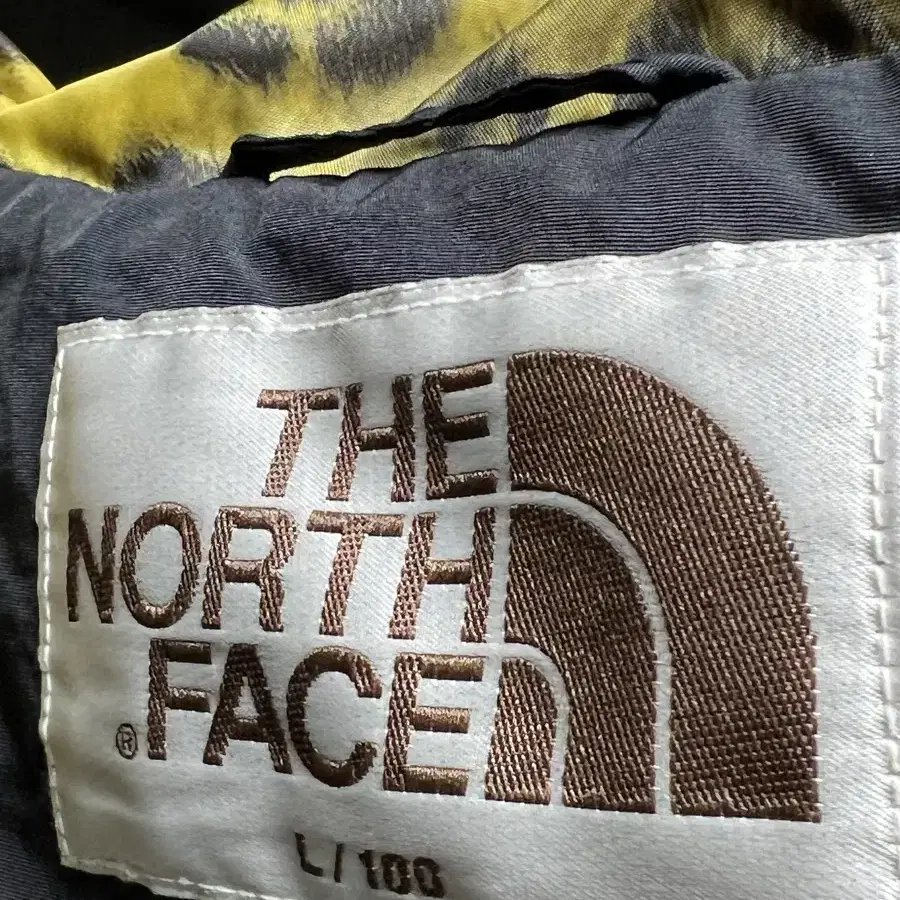 THE
NORTH
FACE
®
L/100